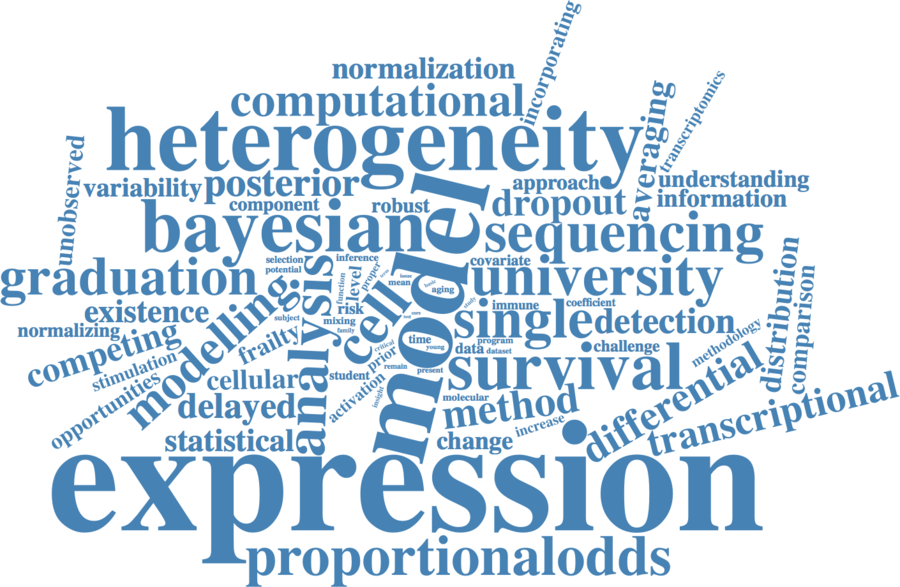 incorporating
normalization
computational
transcriptomics
averaging
heterogeneity
unobserved
variability
posterior
approach
understanding
component
robust
dropout
information
bayesian
model
sequencing
selection
inference
covariate
potential
proper
graduation
function
level
mean
aging
university
distribution
comparison
existence
analysis
cell
risk
immune
coefficient
subject
mixing
single
detection
normalizing
modelling
family
time
program
methodology
competing
frailty
critical
young
data
dataset
challenge
stimulation
prior
remain
present
survival
cellular
student
activation
insight
opportunities
delayed
molecular
method
differential
transcriptional
statistical
change
increase
expression
proportionalodds
study